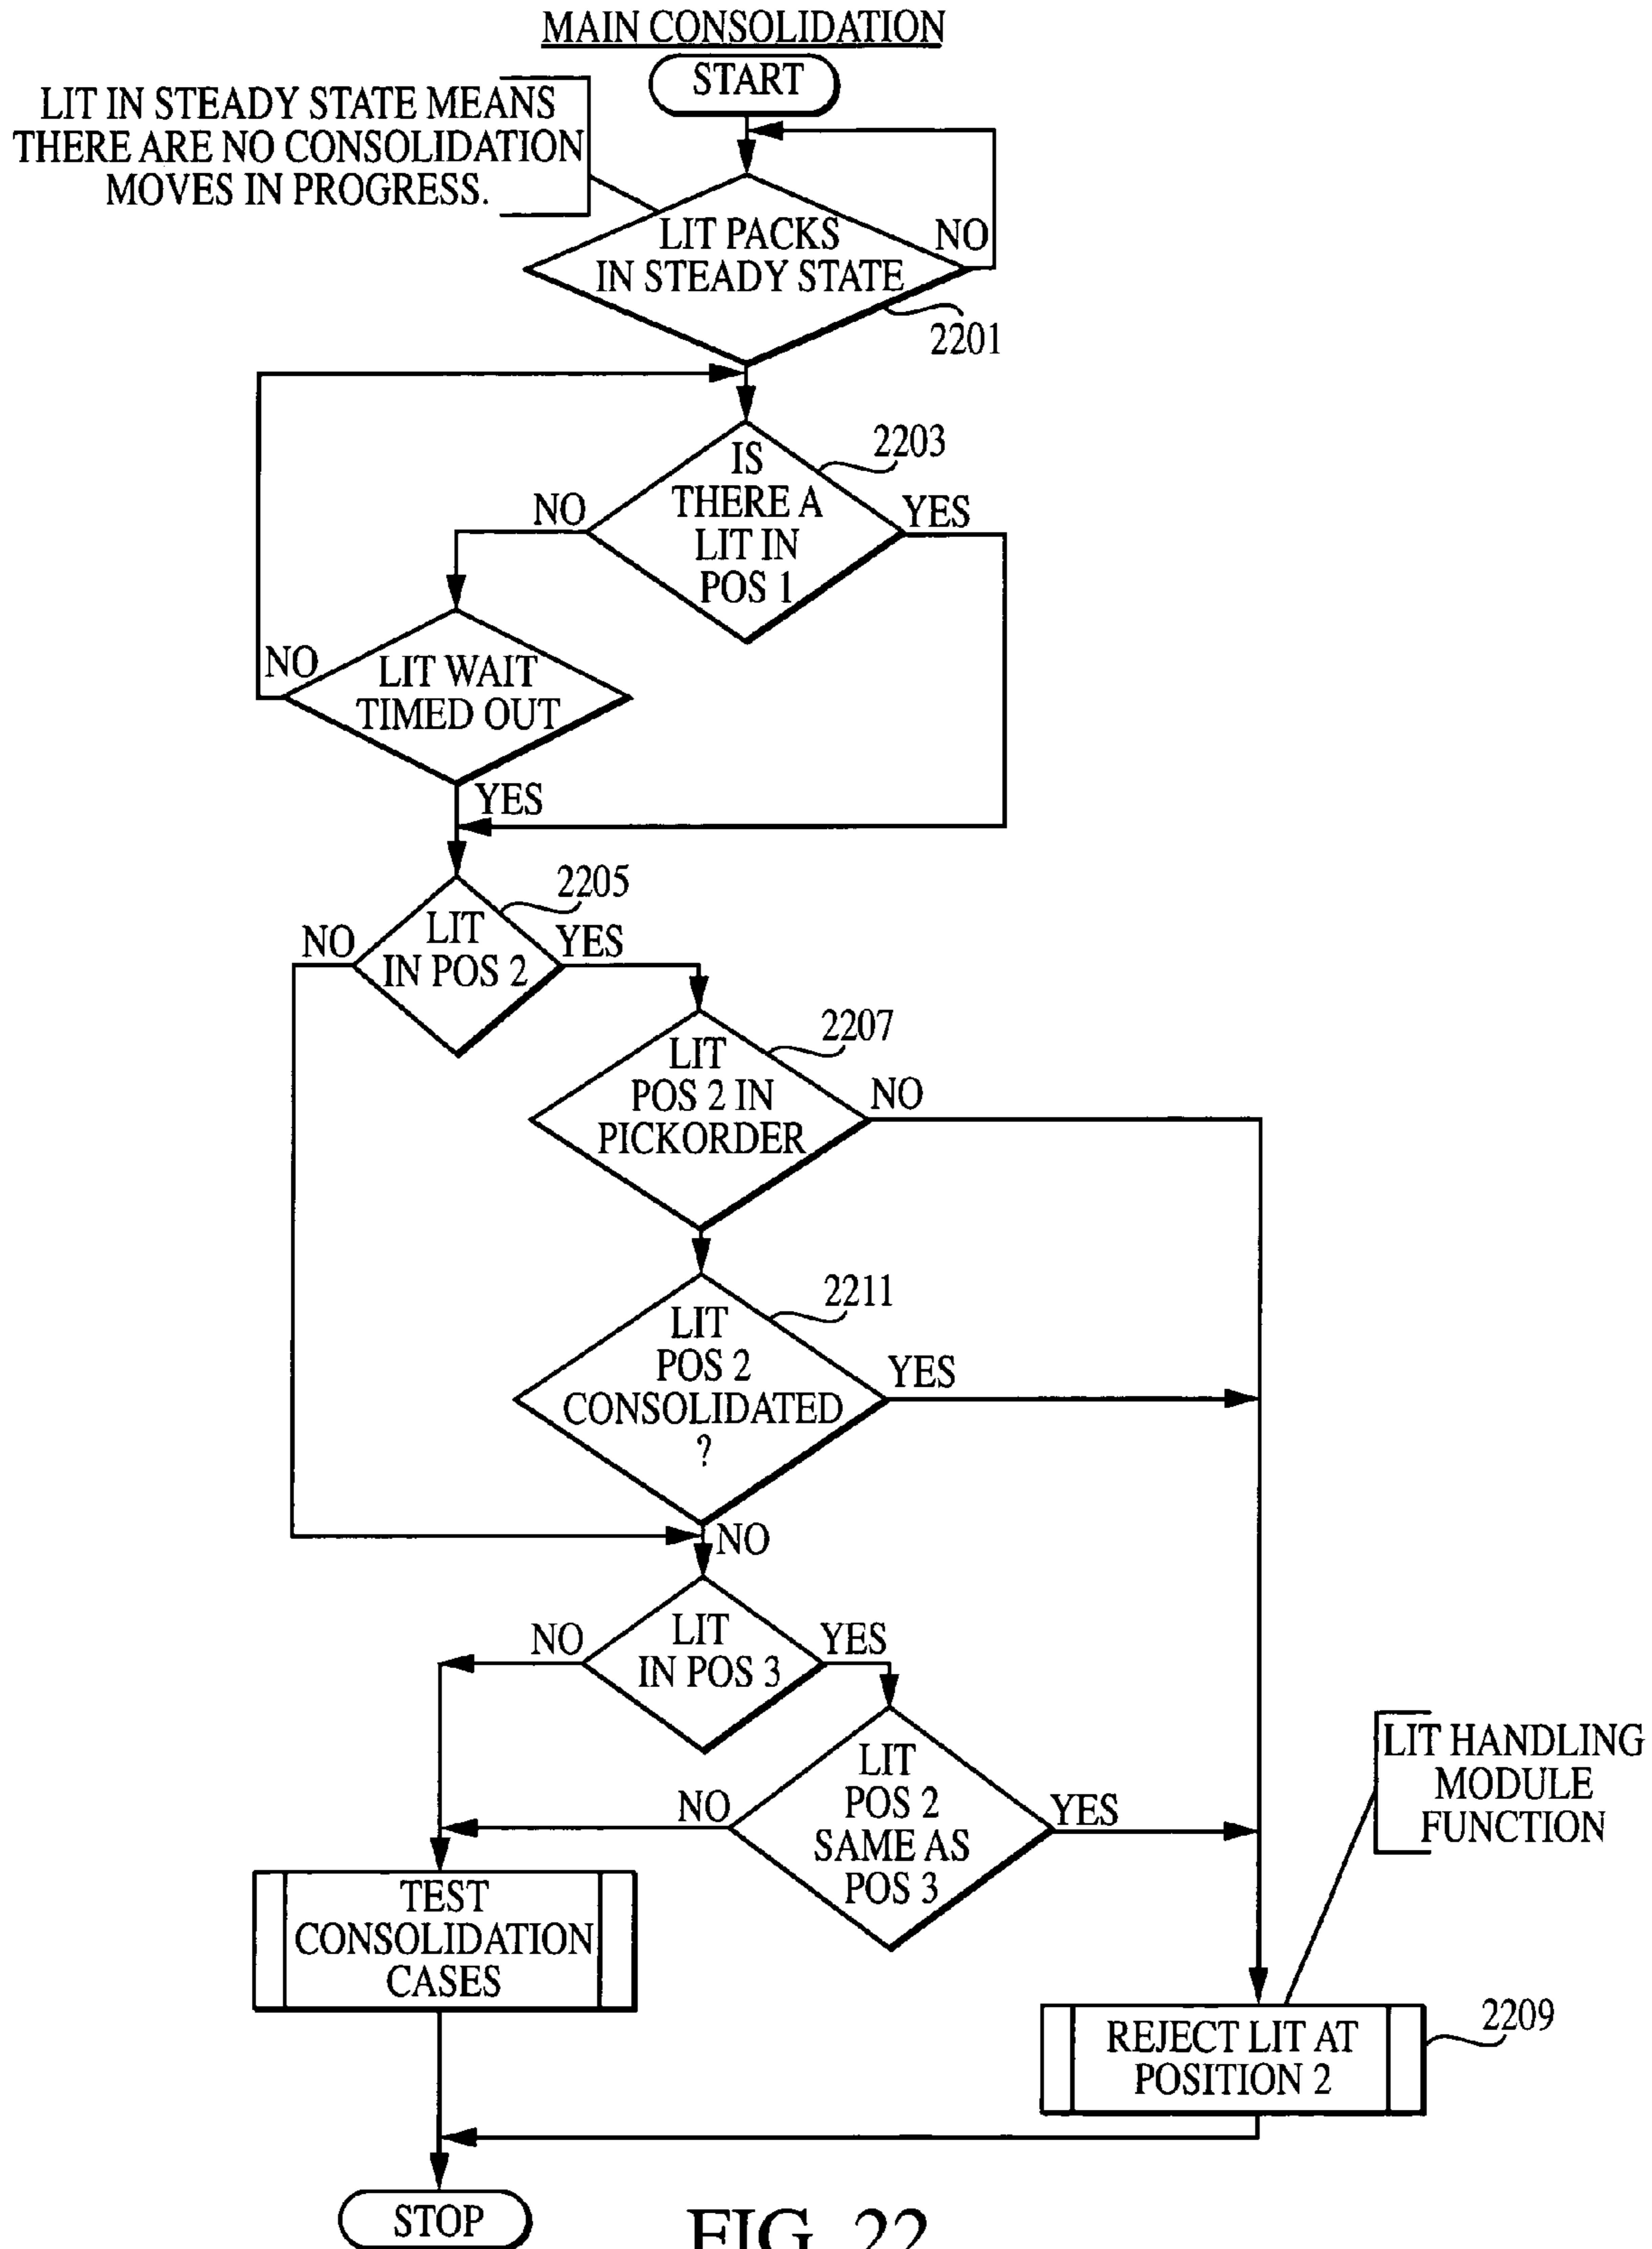 MAIN CONSOLIDATION
START
LIT IN STEADY STATE MEANS
THERE ARE NO CONSOLIDATION
MOVES IN PROGRESS.
LIT PACKS
IN STEADY STATE
NO
2201
IS
THERE A
LIT IN
POS 1
2203
NO
YES
LIT WAIT
TIMED OUT
NO
YES
LIT
IN POS 2
2205
NO
YES
LIT
POS 2 IN
PICKORDER
2207
NO
LIT
POS 2
CONSOLIDATED
?
2211
YES
NO
LIT
IN POS 3
NO
YES
LIT
POS 2
SAME AS
POS 3
NO
YES
LIT HANDLING
MODULE
FUNCTION
TEST
CONSOLIDATION
CASES
REJECT LIT AT
POSITION 2
2209
STOP
FIG. 22